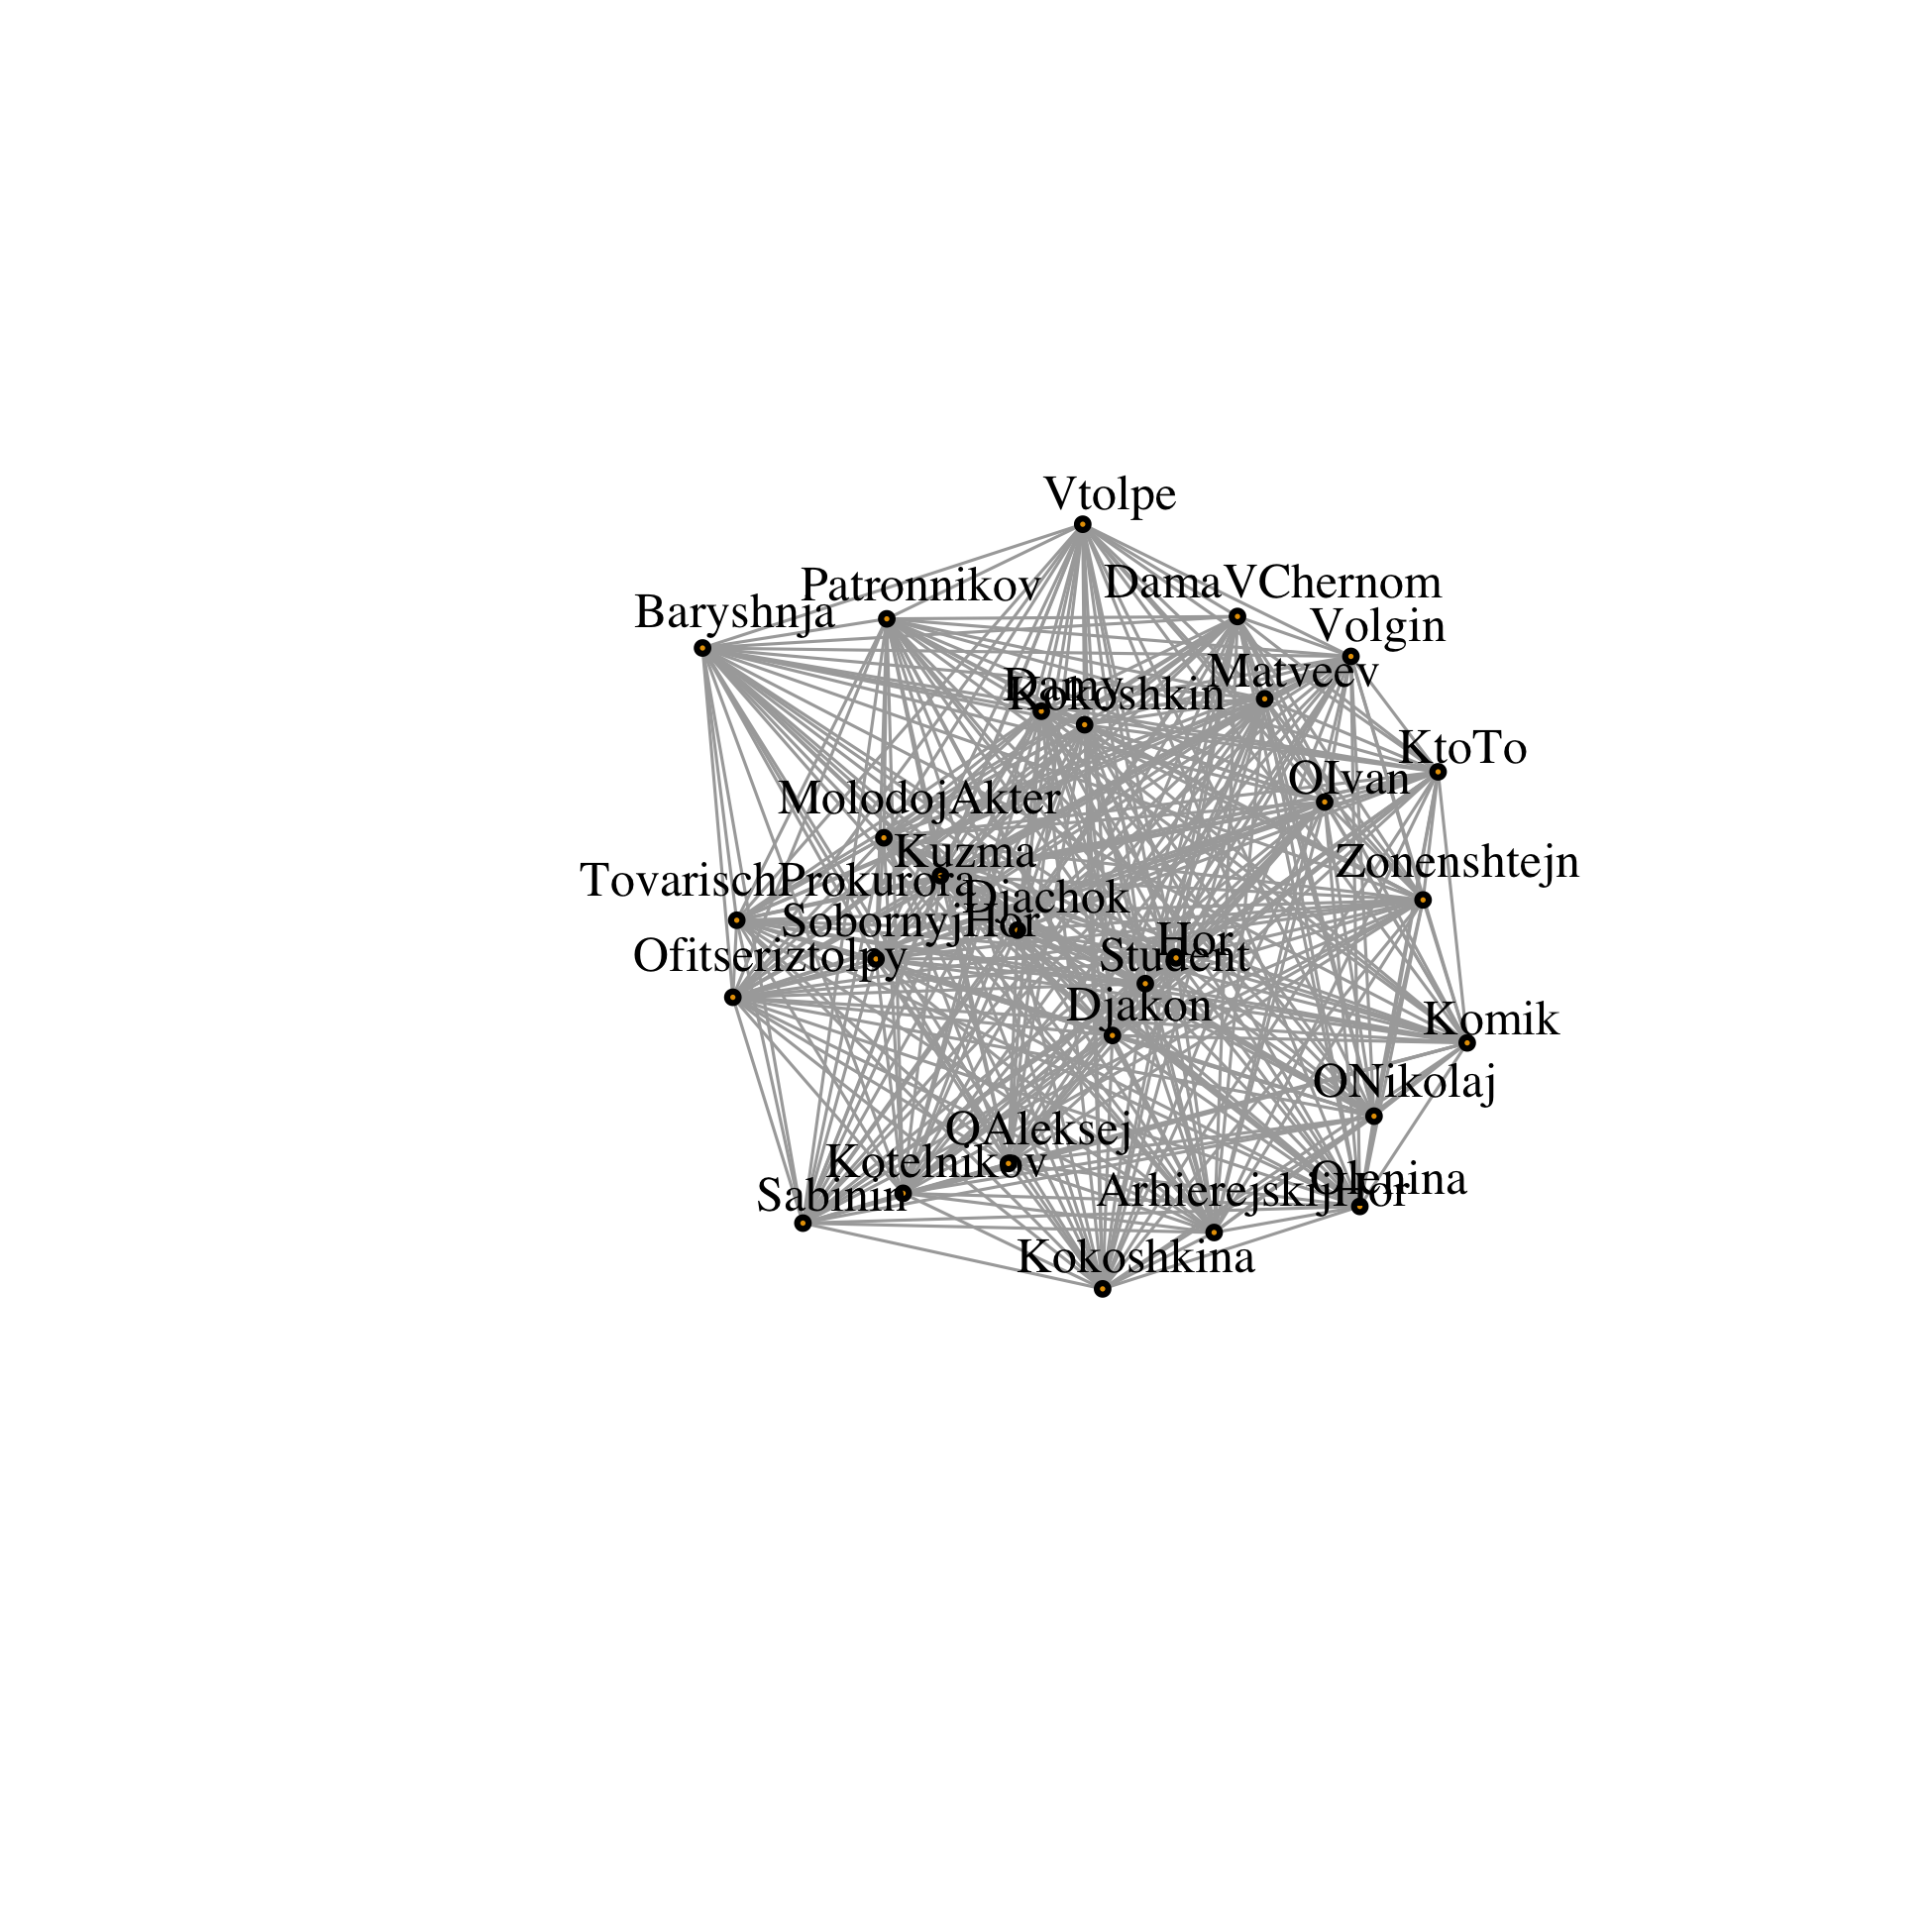 Vtolpe
Patronnikov
DamaVChernom
Baryshnja
Volgin
Matveev
Damy
Kokoshkin
KtoTo
OIvan
MolodojAkter
Kuzma
Zonenshtejn
TovarischProkurora
Djachok
SobornyjHor
Hor
Ofitseriztolpy
Student
Djakon
Komik
ONikolaj
OAleksej
Kotelnikov
Olenina
Sabinin
ArhierejskijHor
Kokoshkina